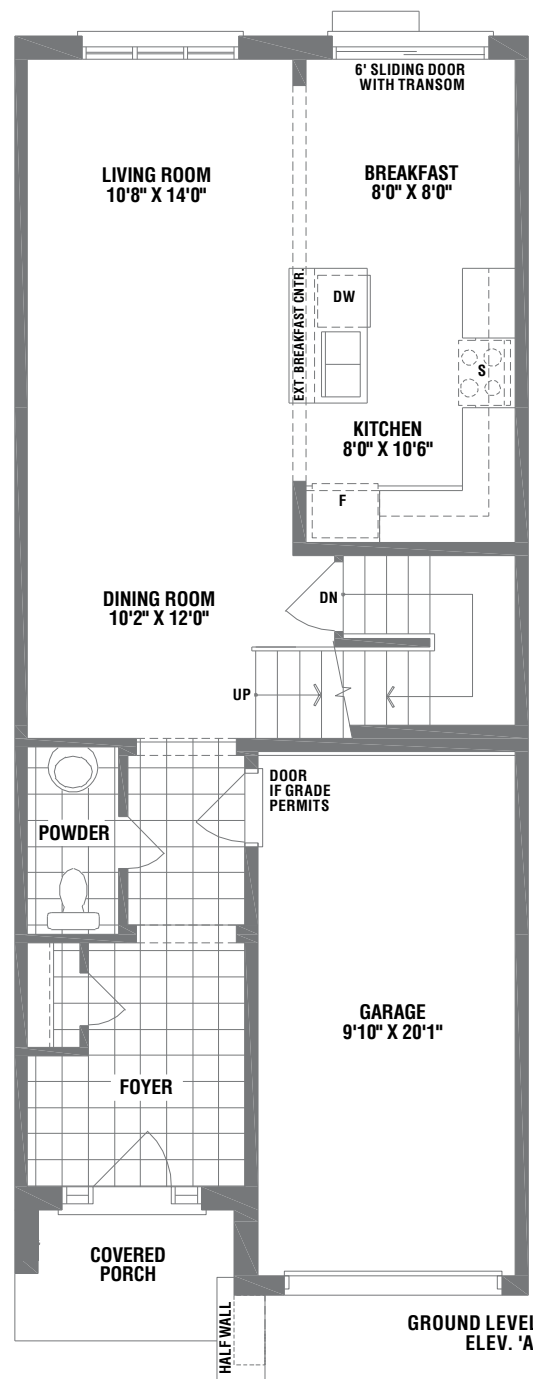 6' SLIDING DOOR
WITH TRANSOM
LIVING ROOM
10'8" X 14'0"
BREAKFAST
8'0" X 8'0"
EXT. BREAKFAST CNTR.
DW
S
KITCHEN
8'0" X 10'6"
F
DINING ROOM
10'2" X 12'0"
DN
UP
DOOR
IF GRADE
PERMITS
POWDER
GARAGE
9'10" X 20'1"
FOYER
COVERED
PORCH
HALF WALL
GROUND LEVEL
ELEV. 'A